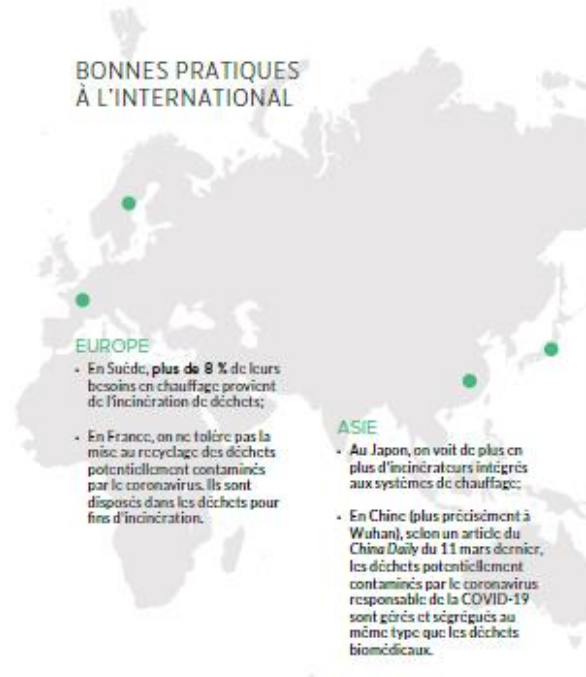 BONNES PRATIQUES
À L'INTERNATIONAL
EUROPE
• En Suède, plus de 8 % de leurs
besoins en chauffage provient
de l'incinération de déchets;
• En France, on ne tolère pas la
mise au recyclage des déchets
potentiellement contaminés
par le coronavirus. Ils sont
disposés dans les déchets pour
fins d'incinération.
ASIE
• Au Japon, on voit de plus en
plus d'incinérateurs intégrés
aux systèmes de chauffage;
• En Chine (plus précisément à
Wuhan), selon un article du
China Daily du 11 mars dernier,
les déchets potentiellement
contaminés par le coronavirus
responsable de la COVID-19
sont gérés et ségrégués au
même type que les déchets
biomédicaux.